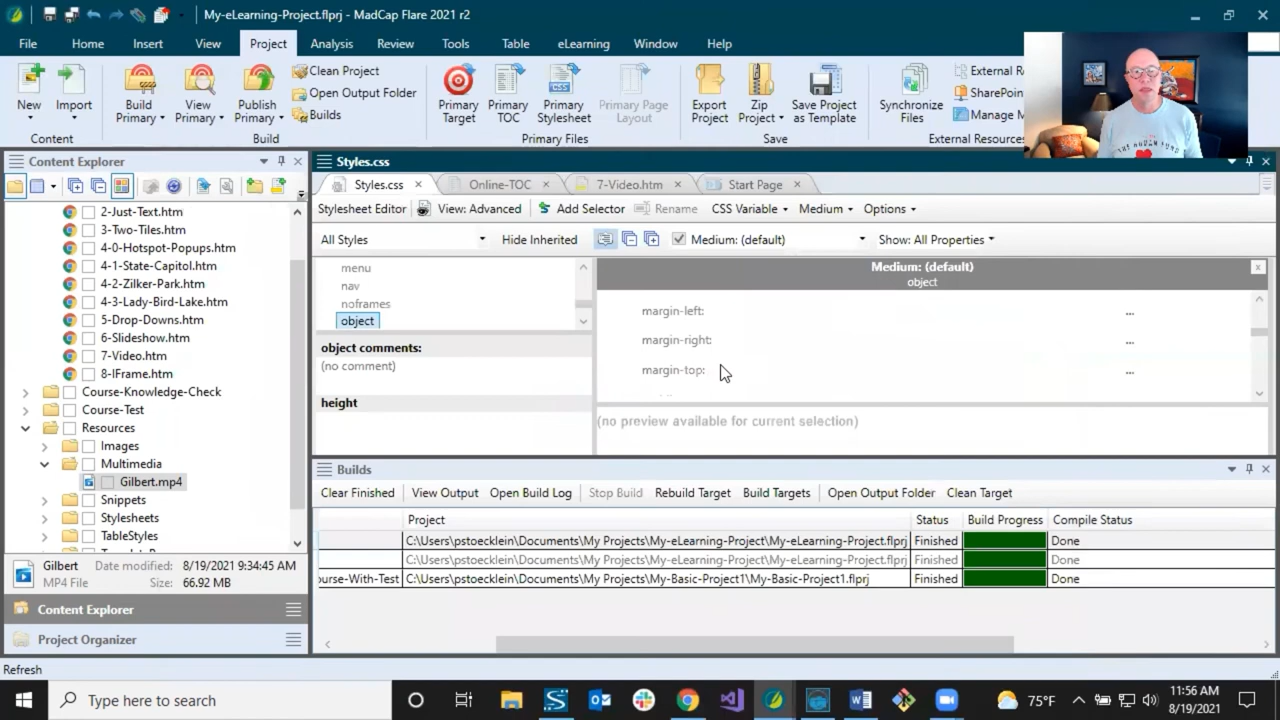 My-eLearning-Project.flprj - MadCap Flare 2021 r2
File Home Insert View Project Analysis Review Tools Table eLearning Window Help
New Import Build Primary View Primary Publish Primary Clean Project Open Output Folder Builds Primary Target Primary TOC Primary Stylesheet Primary Page Layout Export Project Zip Project Save Project as Template Synchronize Files External SharePoin Manage
Content Build Primary Files Save External Resources
Content Explorer
2-Just-Text.htm
3-Two-Tiles.htm
4-0-Hotspot-Popups.htm
4-1-State-Capitol.htm
4-2-Zilker-Park.htm
4-3-Lady-Bird-Lake.htm
5-Drop-Downs.htm
6-Slideshow.htm
7-Video.htm
8-IFrame.htm
Course-Knowledge-Check
Course-Test
Resources
Images
Multimedia
Gilbert.mp4
Snippets
Stylesheets
TableStyles
Gilbert Date modified: 8/19/2021 9:34:45 AM
MP4 File Size: 66.92 MB
Content Explorer
Project Organizer
Styles.css
Styles.css Online-TOC 7-Video.htm Start Page
Stylesheet Editor View: Advanced Add Selector Rename CSS Variable Medium Options
All Styles Hide Inherited Medium: (default) Show: All Properties
menu
nav
noframes
object
object comments:
(no comment)
height
Medium: (default)
object
margin-left: ...
margin-right: ...
margin-top: ...
(no preview available for current selection)
Builds
Clear Finished View Output Open Build Log Stop Build Rebuild Target Build Targets Open Output Folder Clean Target
Project Status Build Progress Compile Status
C:\Users\pstoecklein\Documents\My Projects\My-eLearning-Project\My-eLearning-Project.flprj Finished Done
C:\Users\pstoecklein\Documents\My Projects\My-eLearning-Project\My-eLearning-Project.flprj Finished Done
ourse-With-Test C:\Users\pstoecklein\Documents\My Projects\My-Basic-Project1\My-Basic-Project1.flprj Finished Done
Refresh
Type here to search
75°F
11:56 AM
8/19/2021